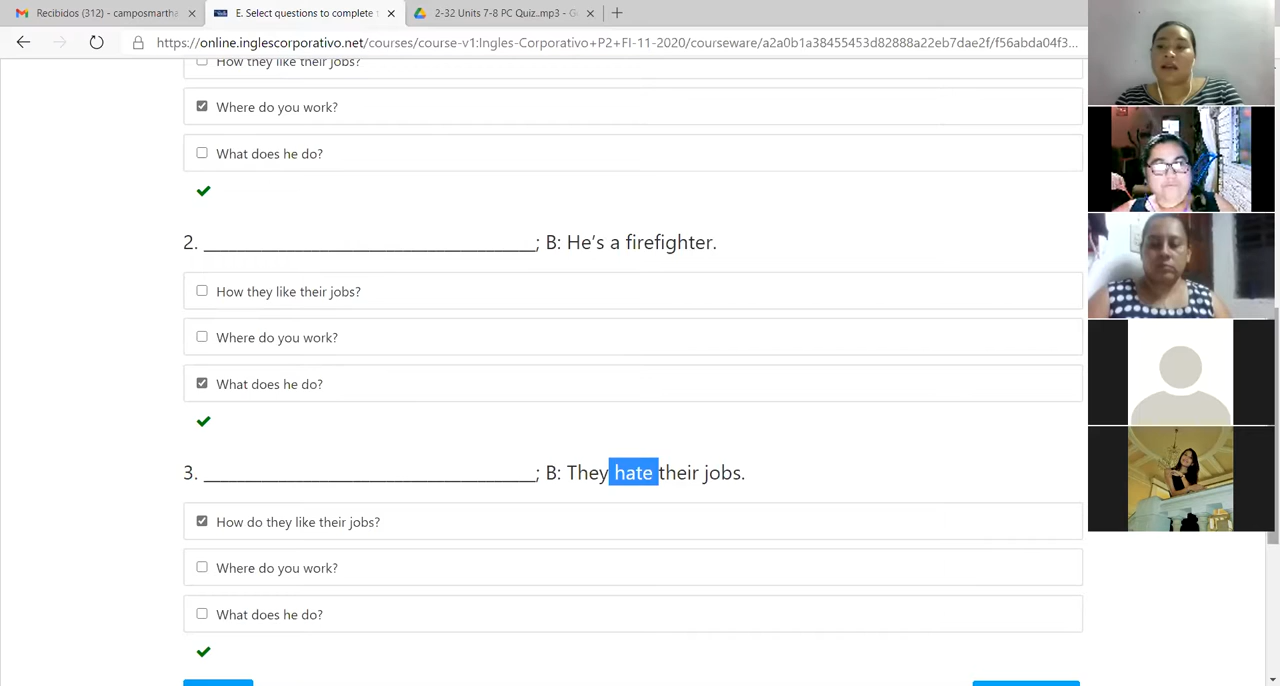 Recibidos (312) - camposmartha
E. Select questions to complete t
2-32 Units 7-8 PC Quiz..mp3 - G
https://online.inglescorporativo.net/courses/course-v1:Ingles-Corporativo+P2+FI-11-2020/courseware/a2a0b1a38455453d82888a22eb7dae2f/f56abda04f3...
How they like their jobs?
Where do you work?
What does he do?
2. ____________________________________; B: He's a firefighter.
How they like their jobs?
Where do you work?
What does he do?
3. ____________________________________; B: They hate their jobs.
How do they like their jobs?
Where do you work?
What does he do?